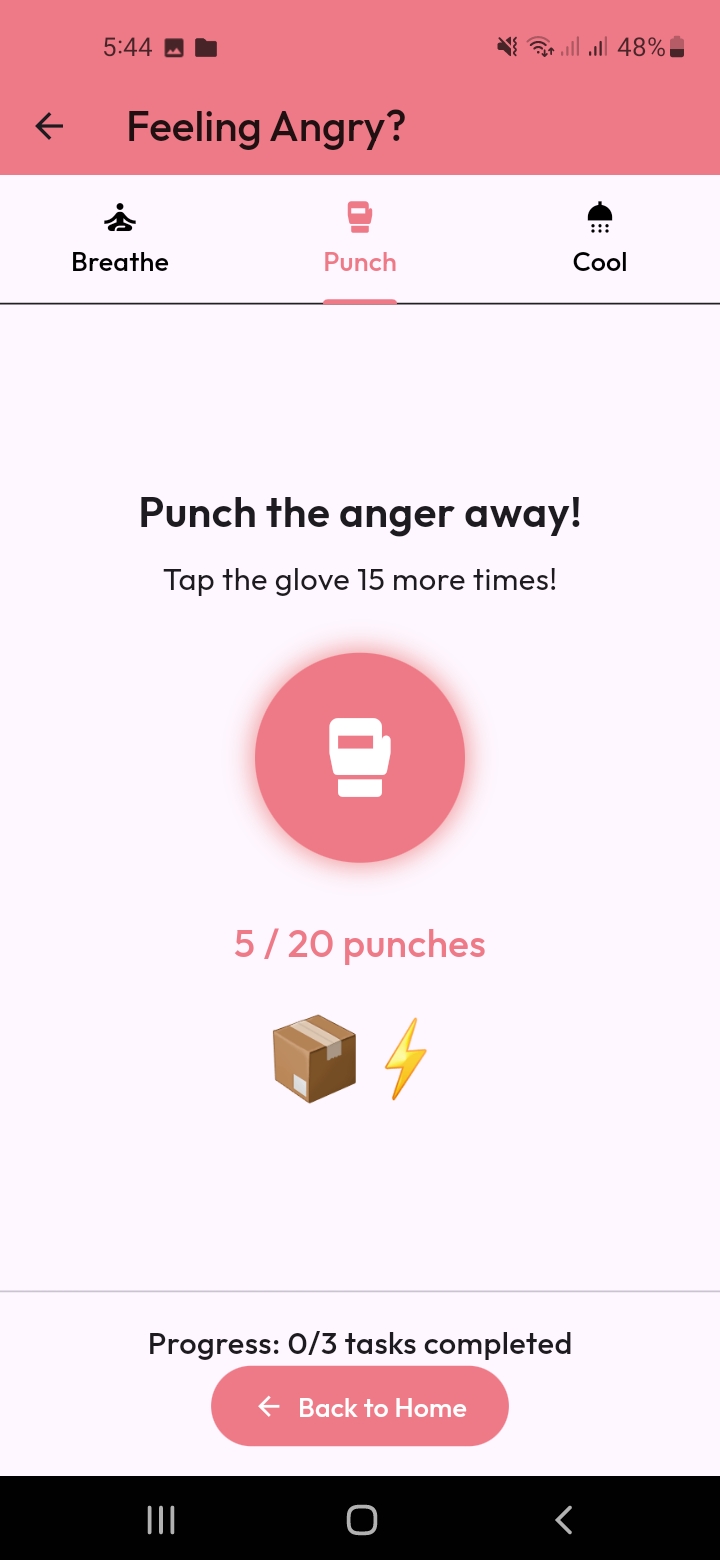 5:44
48%
Feeling Angry?
Breathe
Punch
Cool
Punch the anger away!
Tap the glove 15 more times!
5 / 20 punches
Progress: 0/3 tasks completed
Back to Home